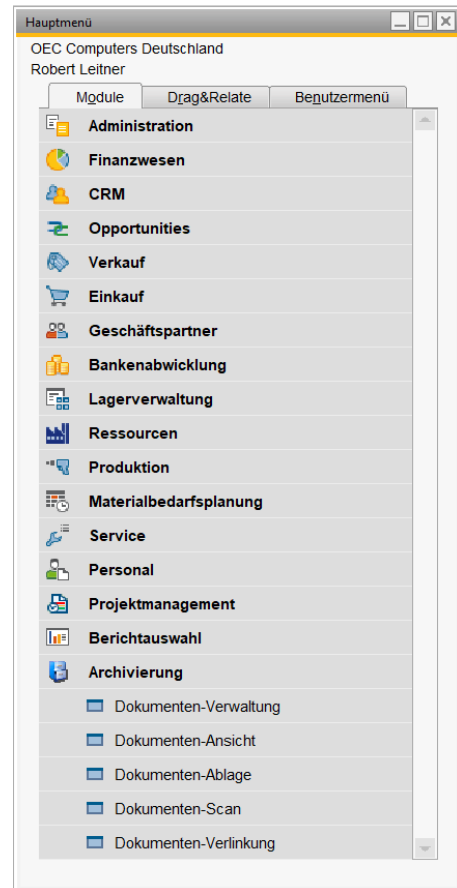 Hauptmenü
OEC Computers Deutschland
Robert Leitner
Module Drag&Relate Benutzermenü
Administration
Finanzwesen
CRM
Opportunities
Verkauf
Einkauf
Geschäftspartner
Bankenabwicklung
Lagerverwaltung
Ressourcen
Produktion
Materialbedarfsplanung
Service
Personal
Projektmanagement
Berichtauswahl
Archivierung
Dokumenten-Verwaltung
Dokumenten-Ansicht
Dokumenten-Ablage
Dokumenten-Scan
Dokumenten-Verlinkung